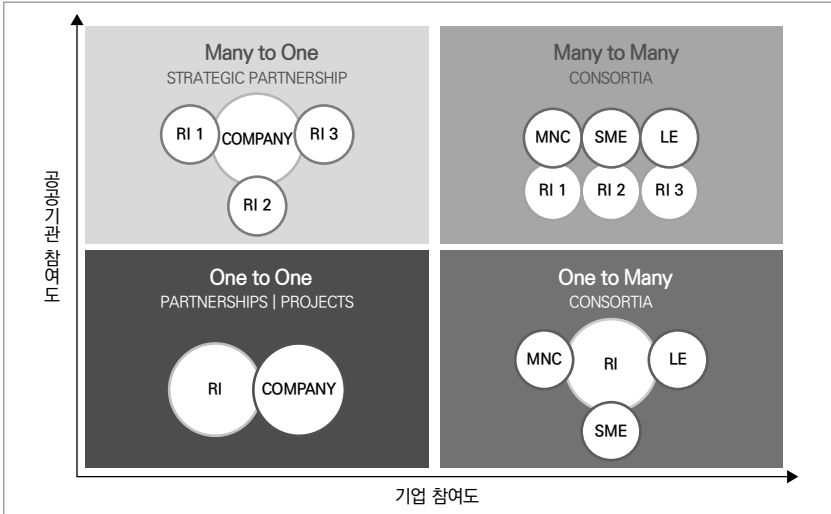 공공기관 참여도
Many to One
STRATEGIC PARTNERSHIP
RI 1
COMPANY
RI 3
RI 2
Many to Many
CONSORTIA
MNC
SME
LE
RI 1
RI 2
RI 3
One to One
PARTNERSHIPS | PROJECTS
RI
COMPANY
One to Many
CONSORTIA
MNC
RI
LE
SME
기업 참여도